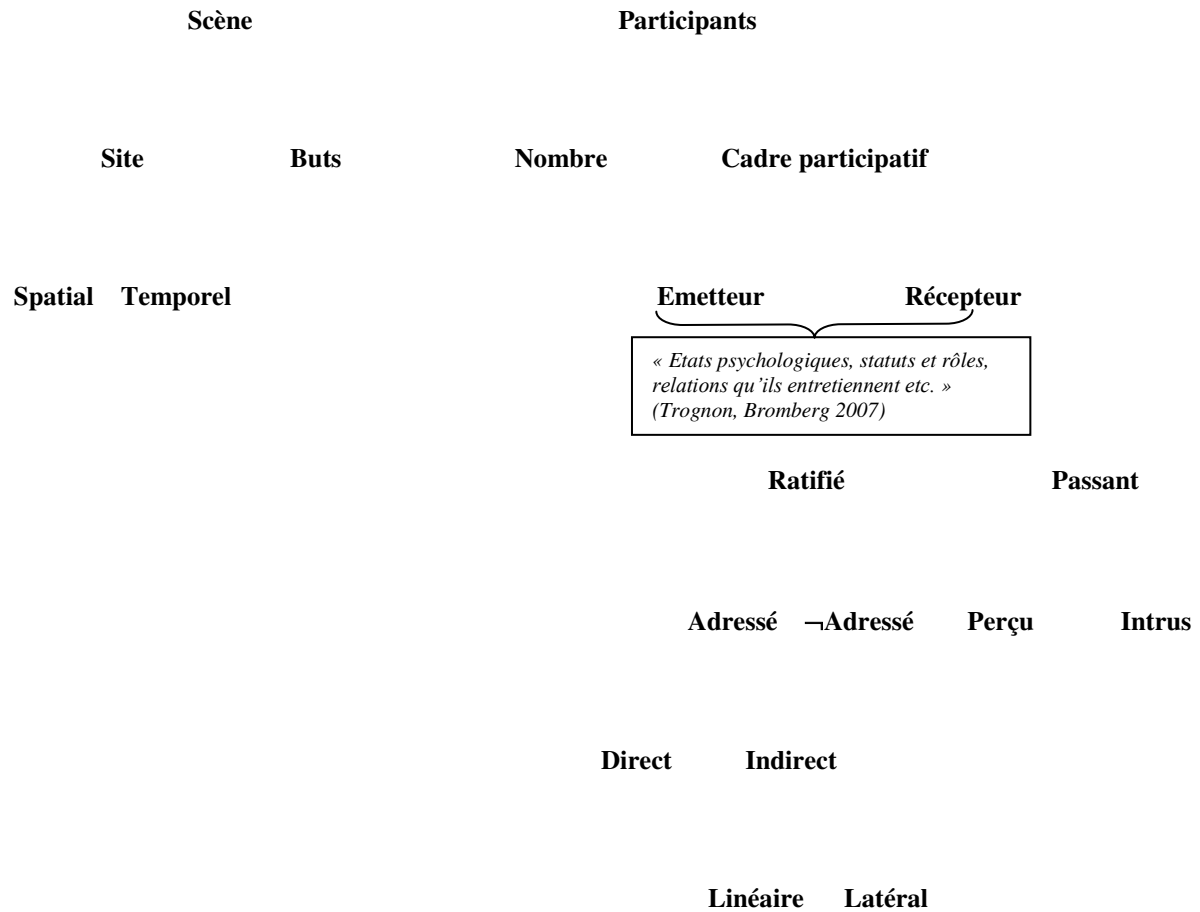 Scène Participants
Site Buts Nombre Cadre participatif
Spatial Temporel Emetteur Récepteur
« Etats psychologiques, statuts et rôles,
relations qu’ils entretiennent etc. »
(Trognon, Bromberg 2007)
Ratifié Passant
Adressé ¬Adressé Perçu Intrus
Direct Indirect
Linéaire Latéral